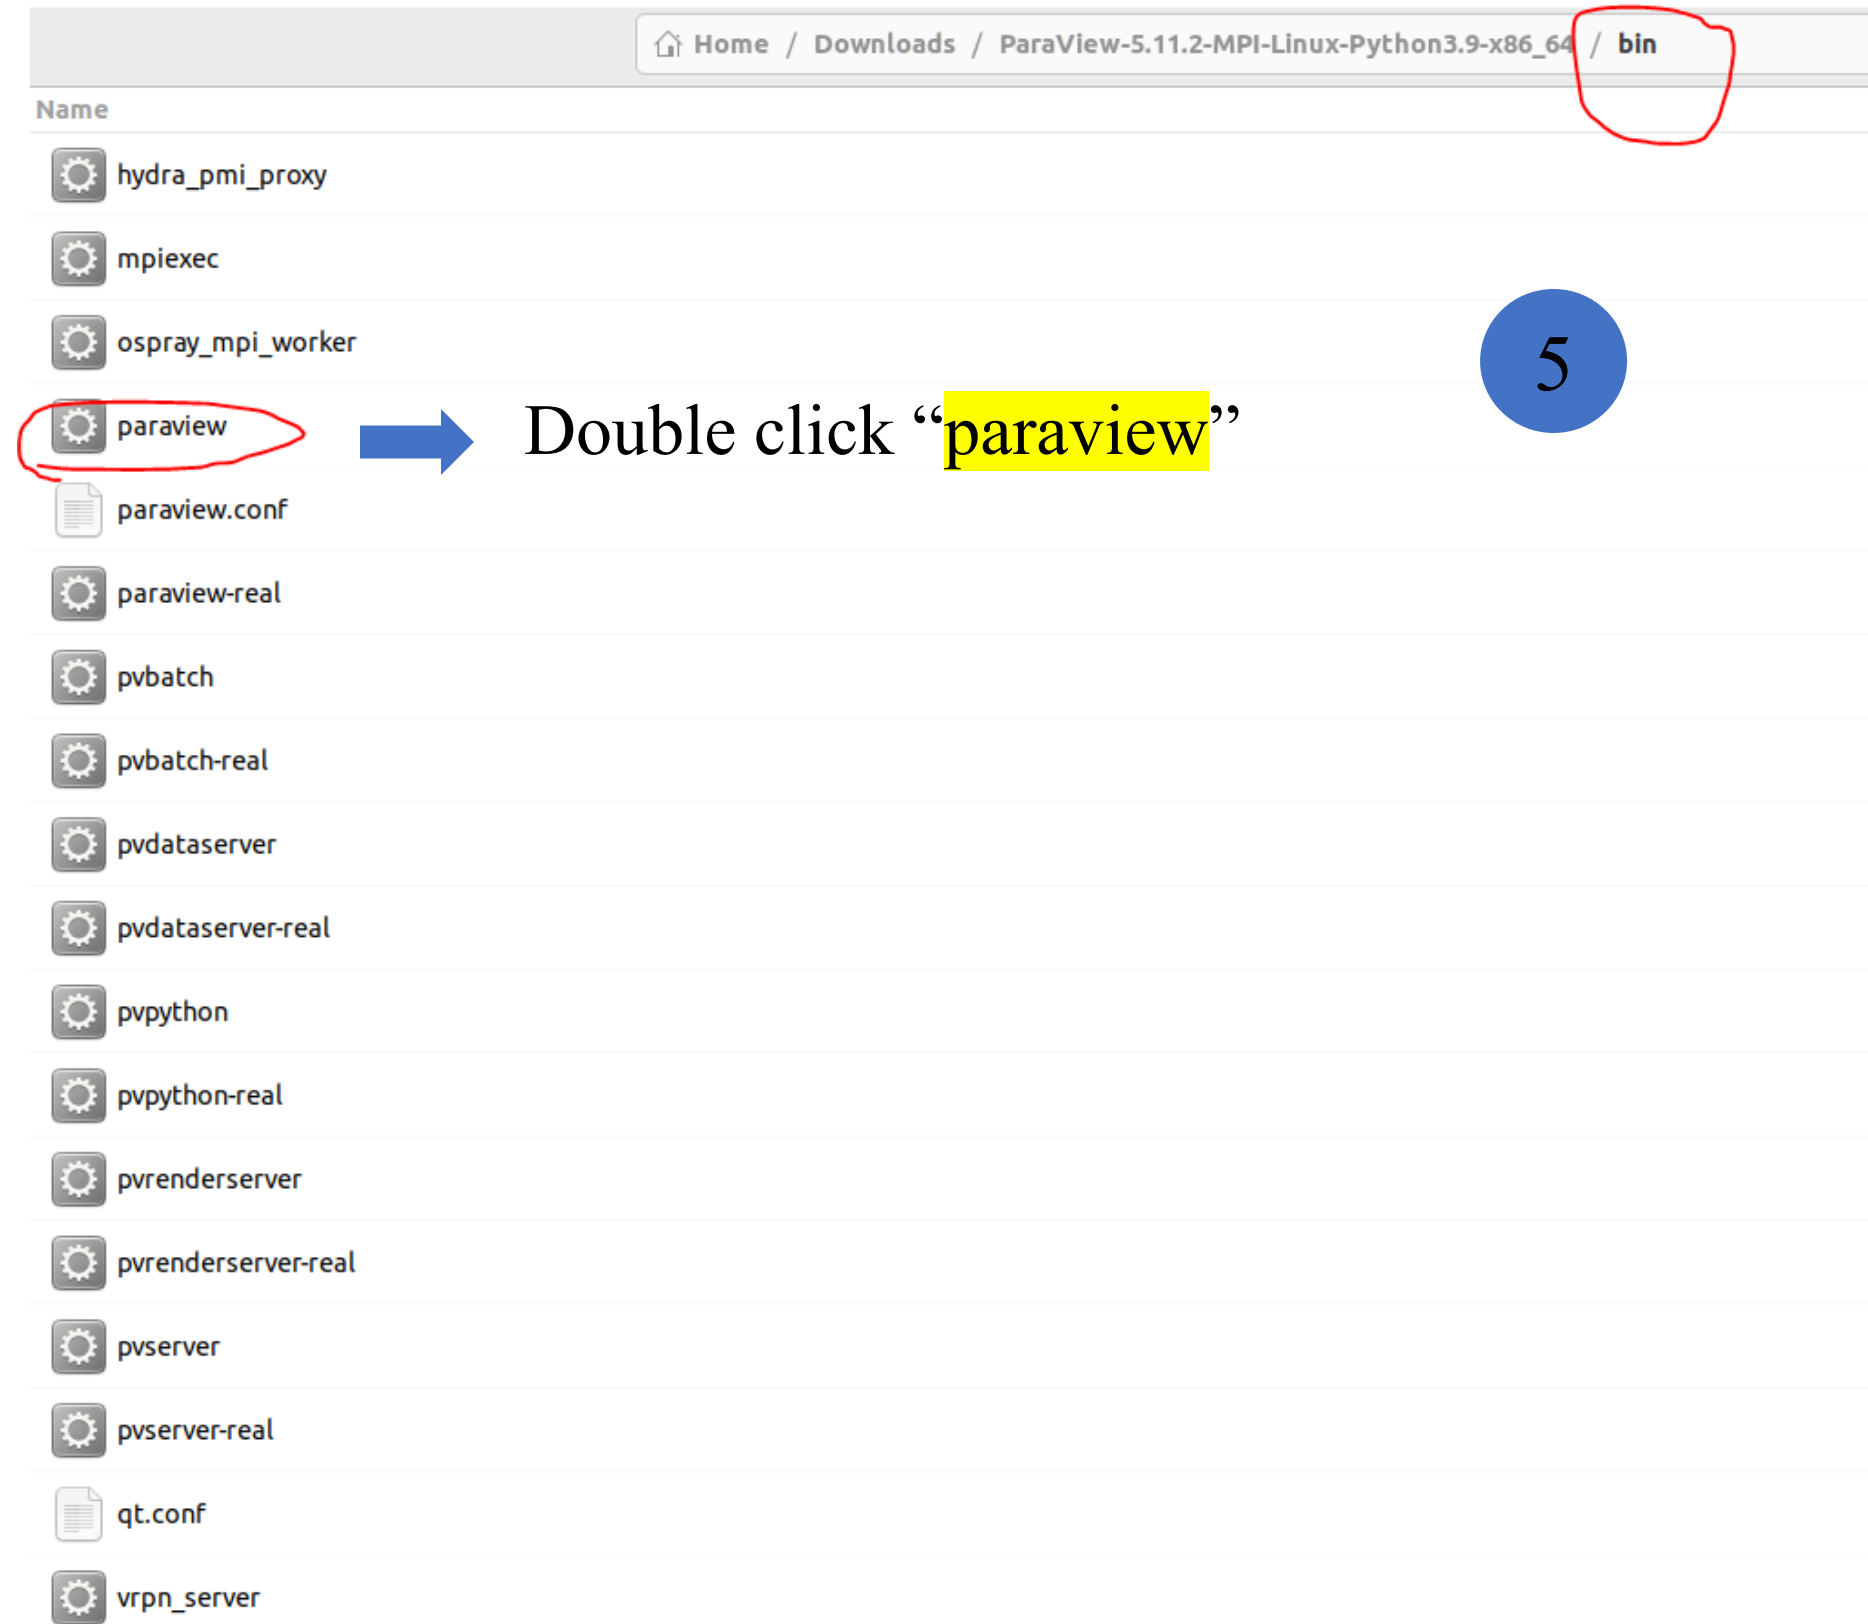 Home / Downloads / ParaView-5.11.2-MPI-Linux-Python3.9-x86_64 / bin
Name
hydra_pmi_proxy
mpiexec
ospray_mpi_worker
5
paraview
Double click “paraview”
paraview.conf
paraview-real
pvbatch
pvbatch-real
pvdataserver
pvdataserver-real
pvpython
pvpython-real
pvrenderserver
pvrenderserver-real
pvserver
pvserver-real
qt.conf
vrpn_server